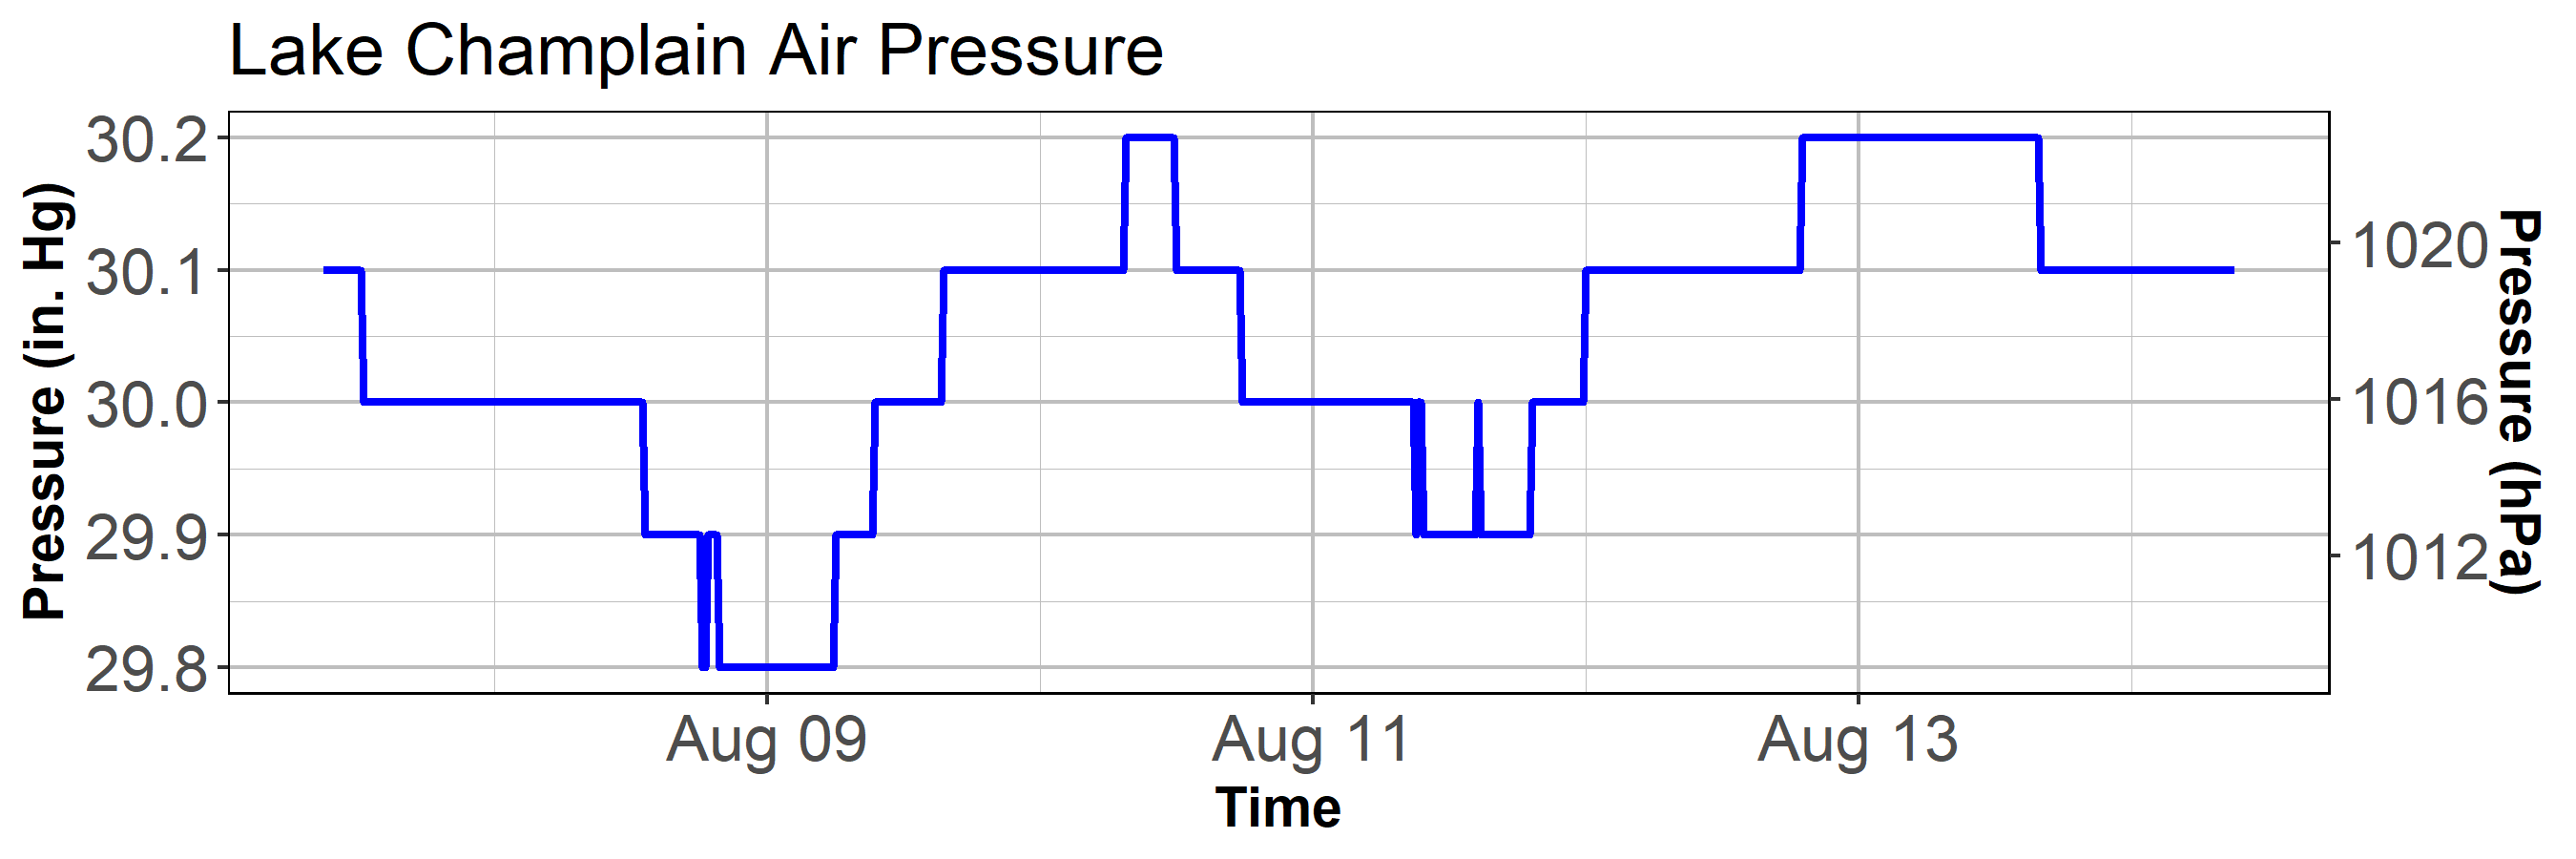 Lake Champlain Air Pressure
Pressure (in. Hg)
30.2
30.1
30.0
29.9
29.8
1020
1016
1012
Pressure (hPa)
Aug 09 Aug 11 Aug 13
Time